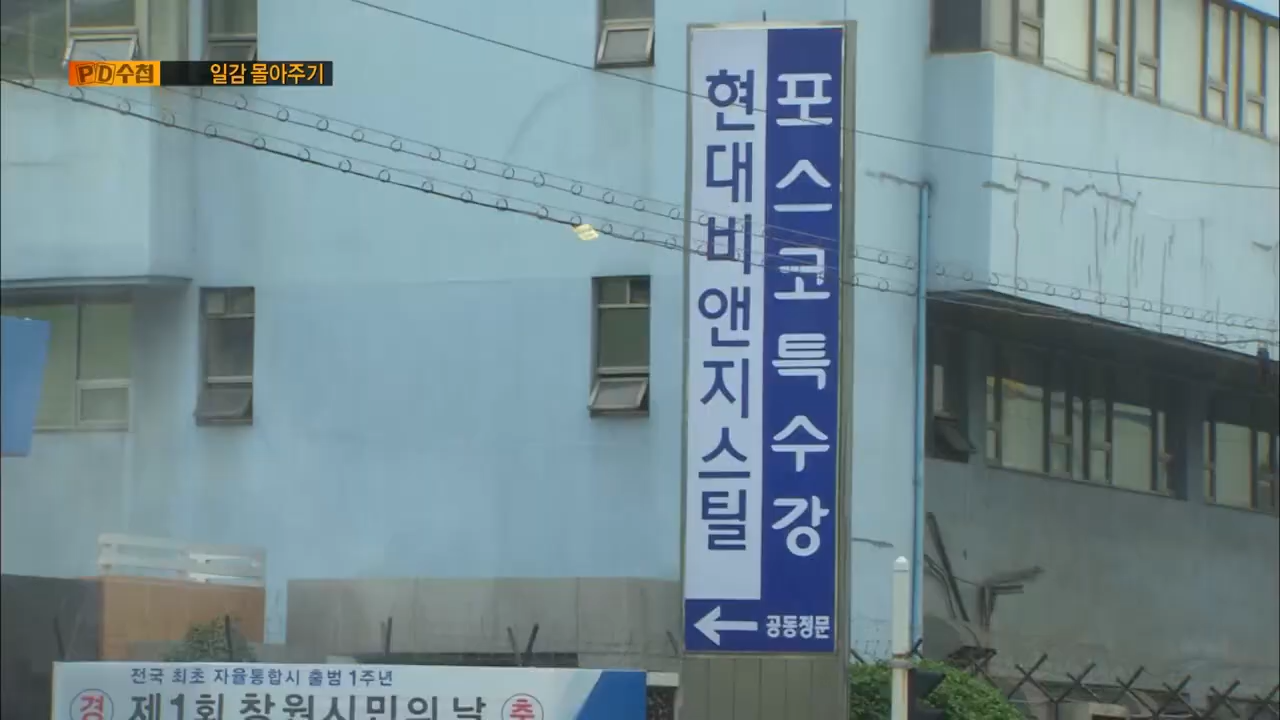 PD수첩 일감 몰아주기
현대비앤지스틸
포스코특수강
← 공동정문
전국 최초 자율통합시 출범 1주년
경 제1회 창원시민의 날 축